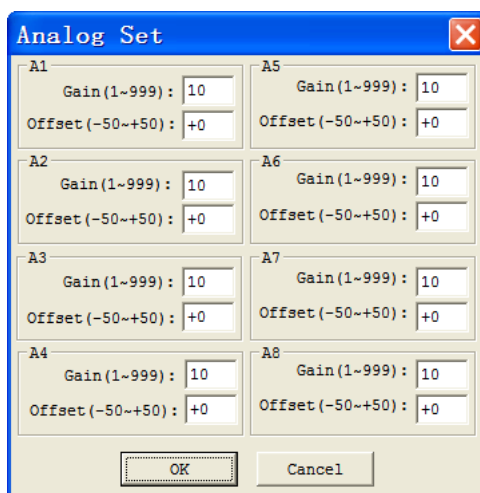 Analog Set
A1
Gain(1~999): 10
Offset(-50~+50): +0
A2
Gain(1~999): 10
Offset(-50~+50): +0
A3
Gain(1~999): 10
Offset(-50~+50): +0
A4
Gain(1~999): 10
Offset(-50~+50): +0
A5
Gain(1~999): 10
Offset(-50~+50): +0
A6
Gain(1~999): 10
Offset(-50~+50): +0
A7
Gain(1~999): 10
Offset(-50~+50): +0
A8
Gain(1~999): 10
Offset(-50~+50): +0
OK Cancel